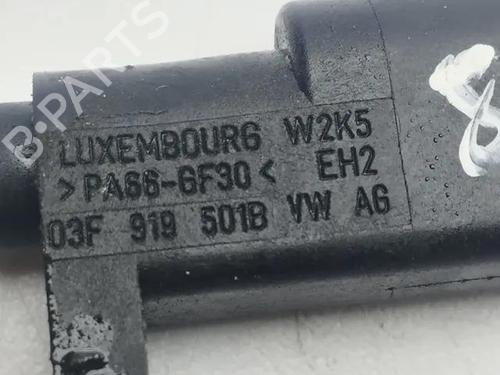 B-PARTS
LUXEMBOURG W2K5
>PA66-GF30< EH2
03F 919 501B VW AG